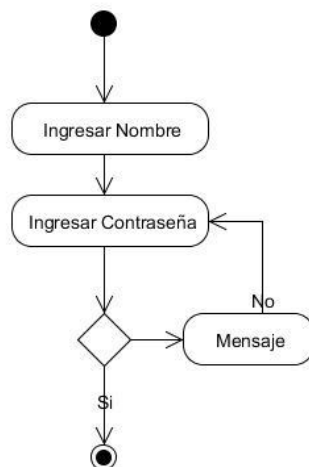 Ingresar Nombre
Ingresar Contraseña
No
Mensaje
Si